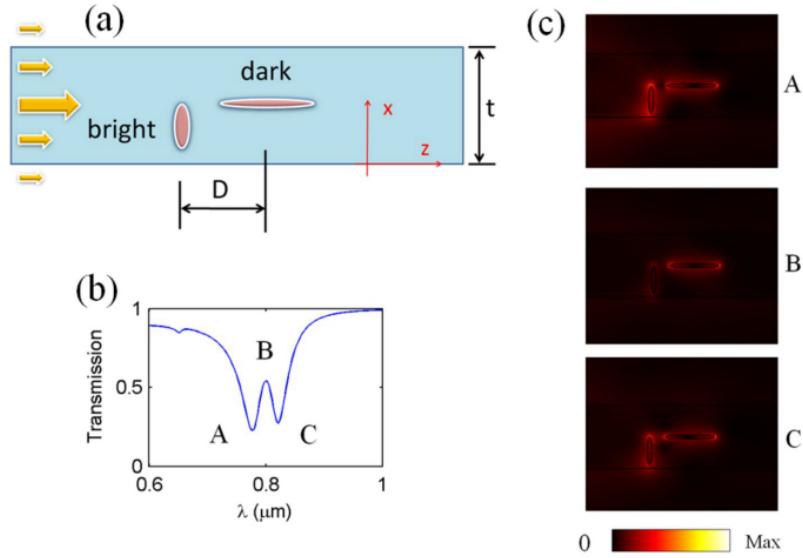 (a)
dark
bright
x
z
t
D
(b)
Transmission
1
0.5
0
0.6
0.8
1
λ (μm)
A
B
C
(c)
A
B
C
0
Max